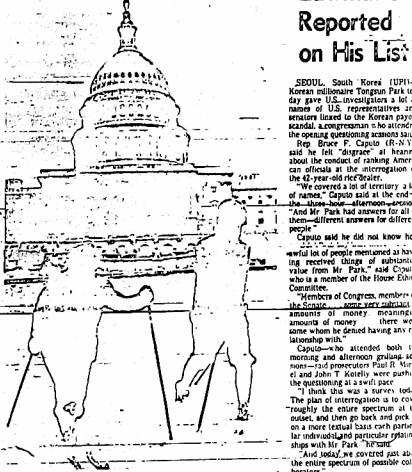 Reported
on His List
SEOUL, South Korea (UPI)-
Korean millionaire Tongsun Park to
day gave U.S. investigators a lot
names of U.S. representatives an
senators linked to the Korean payo
scandal, a congressman who attende
the opening questioning sessions said
Rep Bruce F. Caputo (R-N Y
said he felt "disgrace" at hearin
about the conduct of ranking Amer
can officials at the interrogation
the 42-year-old rice dealer.
"We covered a lot of territory a l
of names," Caputo said at the end
the three-hour afternoon session
"And Mr Park had answers for all
them—different answers for differe
people"
Caputo said he did not know ho
awful lot of people mentioned as hav
ing received things of substanti
value from Mr Park," said Caput
who is a member of the House Ethi
Committee.
"Members of Congress, members
the Senate some very substant
amounts of money meaning
amounts of money there we
some whom he denied having any r
lationship with."
Caputo—who attended both t
morning and afternoon grilling se
sions—said prosecutors Paul R Mic
el and John T Kotelly were pushi
the questioning at a swift pace
"I think this was a survey tod
The plan of interrogation is to cov
roughly the entire spectrum at t
outset, and then go back and pick
on a more textual basis each partic
lar individual and particular relatin
ships with Mr Park" he said.
"And today we covered just ab
the entire spectrum of possible col